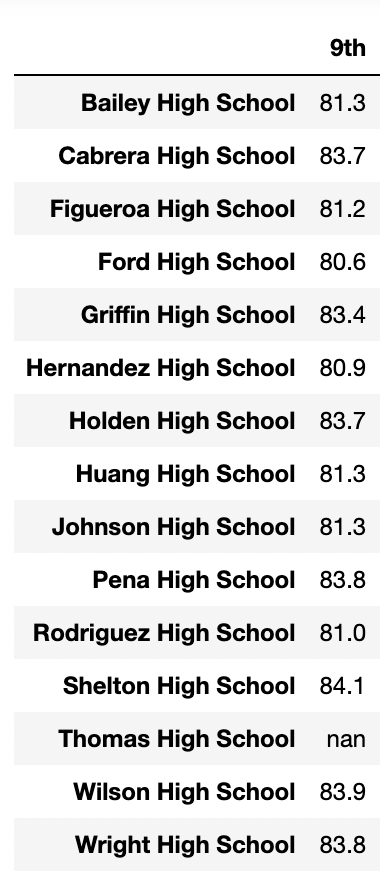 9th
Bailey High School 81.3
Cabrera High School 83.7
Figueroa High School 81.2
Ford High School 80.6
Griffin High School 83.4
Hernandez High School 80.9
Holden High School 83.7
Huang High School 81.3
Johnson High School 81.3
Pena High School 83.8
Rodriguez High School 81.0
Shelton High School 84.1
Thomas High School nan
Wilson High School 83.9
Wright High School 83.8